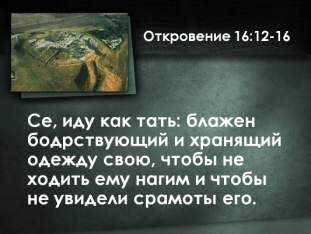 Откровение 16:12-16
Се, иду как тать: блажен
бодрствующий и хранящий
одежду свою, чтобы не
ходить ему нагим и чтобы
не увидели срамоты его.